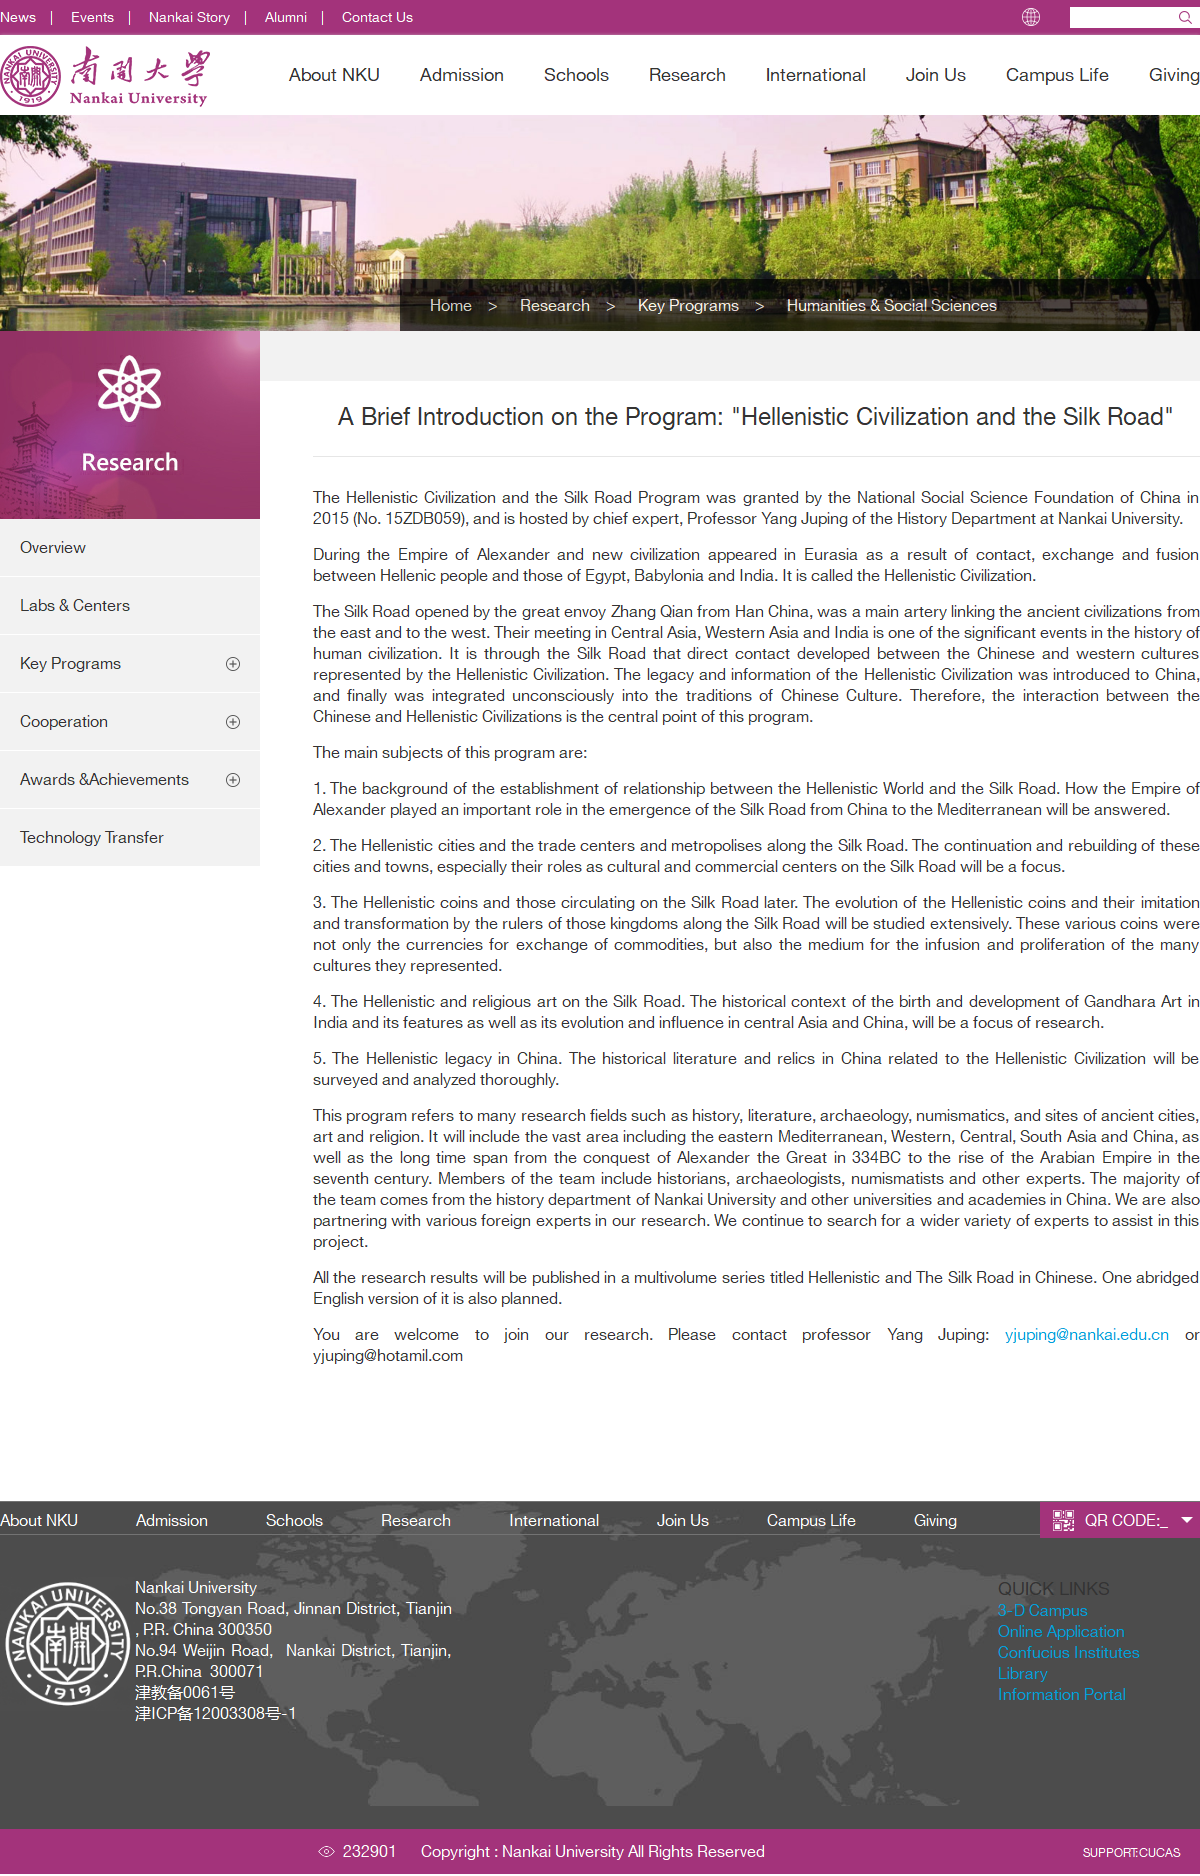 News | Events | Nankai Story | Alumni | Contact Us
NANKAI UNIVERSITY 1919
南開大學
Nankai University
About NKU Admission Schools Research International Join Us Campus Life Giving
Home > Research > Key Programs > Humanities & Social Sciences
Research
Overview
Labs & Centers
Key Programs
Cooperation
Awards &Achievements
Technology Transfer
A Brief Introduction on the Program: "Hellenistic Civilization and the Silk Road"
The Hellenistic Civilization and the Silk Road Program was granted by the National Social Science Foundation of China in
2015 (No. 15ZDB059), and is hosted by chief expert, Professor Yang Juping of the History Department at Nankai University.
During the Empire of Alexander and new civilization appeared in Eurasia as a result of contact, exchange and fusion
between Hellenic people and those of Egypt, Babylonia and India. It is called the Hellenistic Civilization.
The Silk Road opened by the great envoy Zhang Qian from Han China, was a main artery linking the ancient civilizations from
the east and to the west. Their meeting in Central Asia, Western Asia and India is one of the significant events in the history of
human civilization. It is through the Silk Road that direct contact developed between the Chinese and western cultures
represented by the Hellenistic Civilization. The legacy and information of the Hellenistic Civilization was introduced to China,
and finally was integrated unconsciously into the traditions of Chinese Culture. Therefore, the interaction between the
Chinese and Hellenistic Civilizations is the central point of this program.
The main subjects of this program are:
1. The background of the establishment of relationship between the Hellenistic World and the Silk Road. How the Empire of
Alexander played an important role in the emergence of the Silk Road from China to the Mediterranean will be answered.
2. The Hellenistic cities and the trade centers and metropolises along the Silk Road. The continuation and rebuilding of these
cities and towns, especially their roles as cultural and commercial centers on the Silk Road will be a focus.
3. The Hellenistic coins and those circulating on the Silk Road later. The evolution of the Hellenistic coins and their imitation
and transformation by the rulers of those kingdoms along the Silk Road will be studied extensively. These various coins were
not only the currencies for exchange of commodities, but also the medium for the infusion and proliferation of the many
cultures they represented.
4. The Hellenistic and religious art on the Silk Road. The historical context of the birth and development of Gandhara Art in
India and its features as well as its evolution and influence in central Asia and China, will be a focus of research.
5. The Hellenistic legacy in China. The historical literature and relics in China related to the Hellenistic Civilization will be
surveyed and analyzed thoroughly.
This program refers to many research fields such as history, literature, archaeology, numismatics, and sites of ancient cities,
art and religion. It will include the vast area including the eastern Mediterranean, Western, Central, South Asia and China, as
well as the long time span from the conquest of Alexander the Great in 334BC to the rise of the Arabian Empire in the
seventh century. Members of the team include historians, archaeologists, numismatists and other experts. The majority of
the team comes from the history department of Nankai University and other universities and academies in China. We are also
partnering with various foreign experts in our research. We continue to search for a wider variety of experts to assist in this
project.
All the research results will be published in a multivolume series titled Hellenistic and The Silk Road in Chinese. One abridged
English version of it is also planned.
You are welcome to join our research. Please contact professor Yang Juping: yjuping@nankai.edu.cn or
yjuping@hotamil.com
About NKU Admission Schools Research International Join Us Campus Life Giving QR CODE:_
NANKAI UNIVERSITY 南開 1919
Nankai University
No.38 Tongyan Road, Jinnan District, Tianjin
, P.R. China 300350
No.94 Weijin Road, Nankai District, Tianjin,
P.R.China 300071
津教备0061号
津ICP备12003308号-1
QUICK LINKS
3-D Campus
Online Application
Confucius Institutes
Library
Information Portal
232901 Copyright : Nankai University All Rights Reserved
SUPPORT:CUCAS